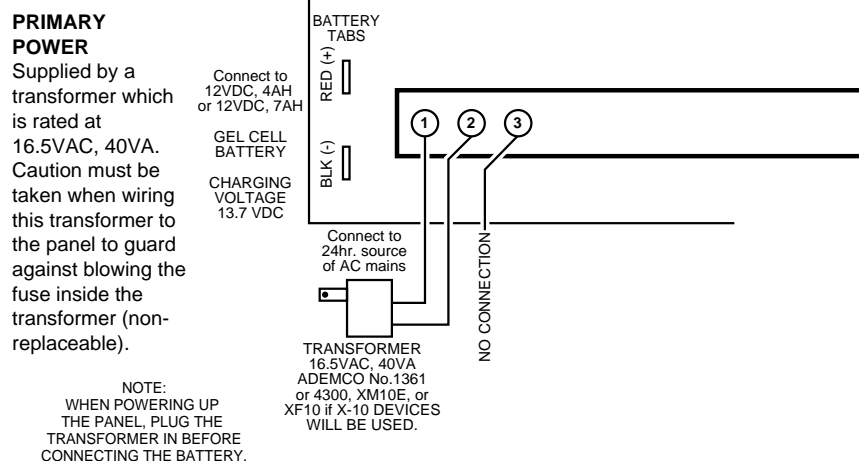 PRIMARY
POWER
Supplied by a
transformer which
is rated at
16.5VAC, 40VA.
Caution must be
taken when wiring
this transformer to
the panel to guard
against blowing the
fuse inside the
transformer (non-
replaceable).
NOTE:
WHEN POWERING UP
THE PANEL, PLUG THE
TRANSFORMER IN BEFORE
CONNECTING THE BATTERY.
BATTERY
TABS
RED (+)
BLK (-)
Connect to
12VDC, 4AH
or 12VDC, 7AH
GEL CELL
BATTERY
CHARGING
VOLTAGE
13.7 VDC
1 2 3
Connect to
24hr. source
of AC mains
NO CONNECTION
TRANSFORMER
16.5VAC, 40VA
ADEMCO No.1361
or 4300, XM10E, or
XF10 if X-10 DEVICES
WILL BE USED.